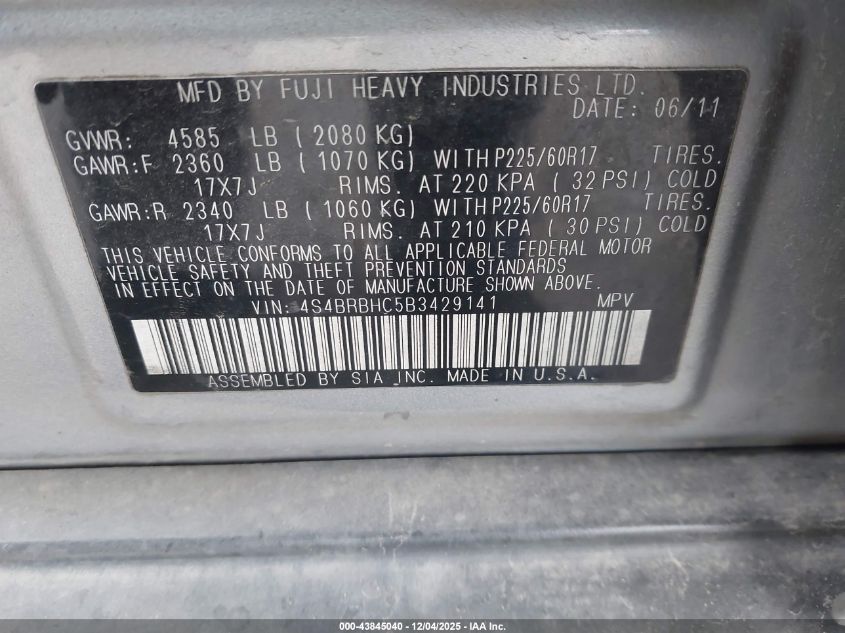 MFD BY FUJI HEAVY INDUSTRIES LTD.
DATE: 06/11
GVWR: 4585 LB ( 2080 KG)
GAWR:F 2360 LB ( 1070 KG) WITH P225/60R17 TIRES.
17X7J RIMS. AT 220 KPA ( 32 PSI) COLD
GAWR:R 2340 LB ( 1060 KG) WITH P225/60R17 TIRES.
17X7J RIMS. AT 210 KPA ( 30 PSI) COLD
THIS VEHICLE CONFORMS TO ALL APPLICABLE FEDERAL MOTOR
VEHICLE SAFETY AND THEFT PREVENTION STANDARDS
IN EFFECT ON THE DATE OF MANUFACTURE SHOWN ABOVE.
VIN: 4S4BRBHC5B3429141 MPV
ASSEMBLED BY SIA INC. MADE IN U.S.A.
000-43845040 - 12/04/2025 - IAA Inc.